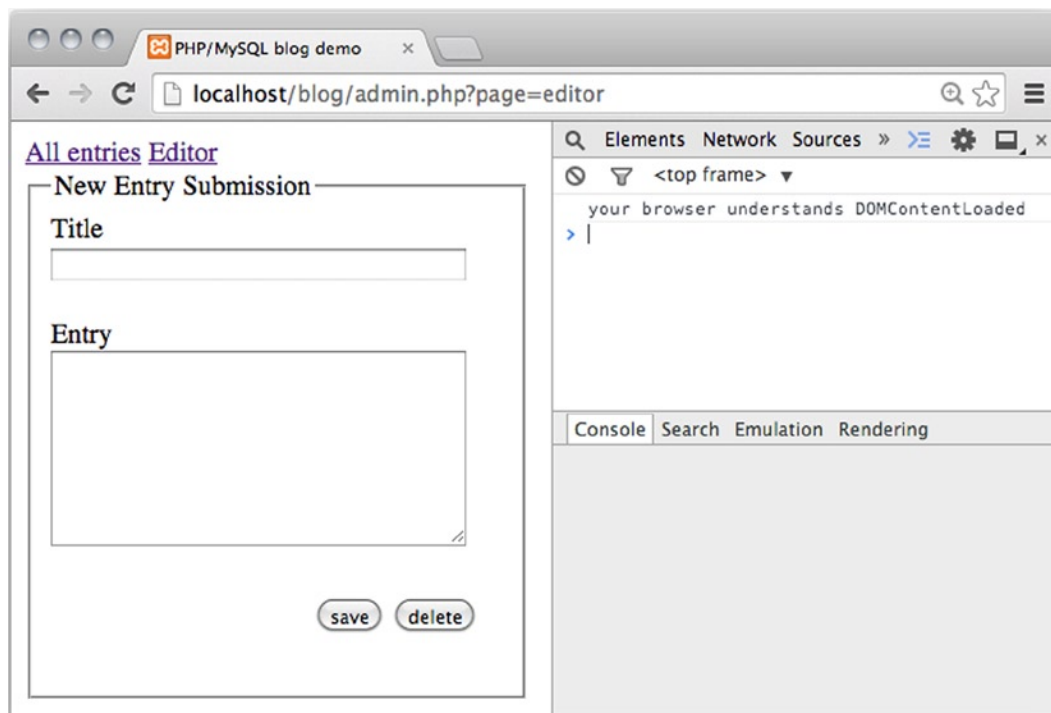 PHP/MySQL blog demo
localhost/blog/admin.php?page=editor
All entries Editor
New Entry Submission
Title
Entry
save delete
Elements Network Sources »
<top frame> ▼
your browser understands DOMContentLoaded
>
Console Search Emulation Rendering